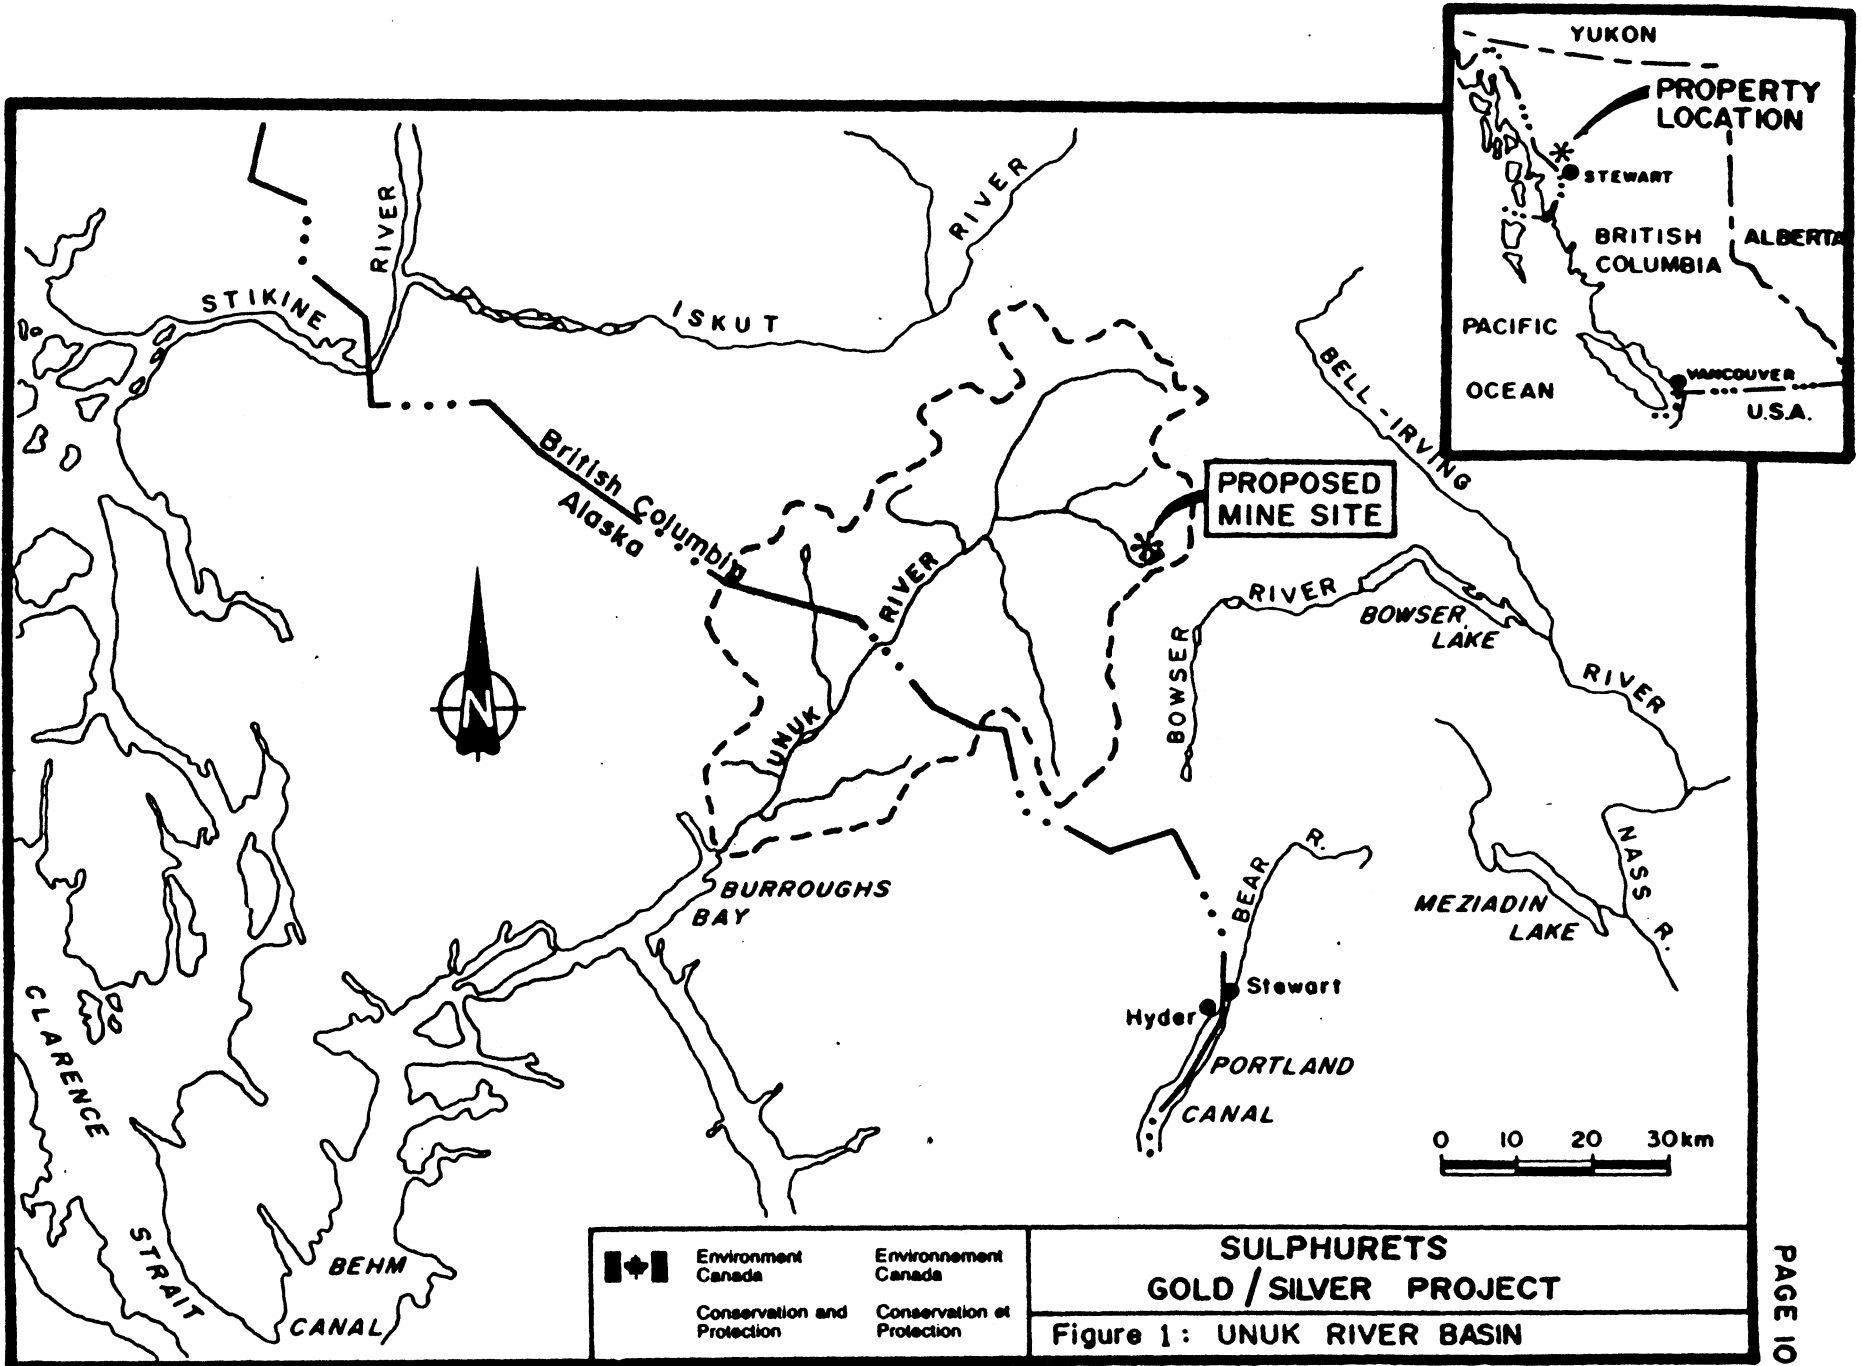 YUKON
PROPERTY
LOCATION
STEWART
BRITISH
COLUMBIA
ALBERTA
PACIFIC
OCEAN
VANCOUVER
U.S.A.
RIVER
STIKINE
ISKUT
RIVER
BELL-IRVING
RIVER
British Columbia
Alaska
PROPOSED
MINE SITE
RIVER
UNUK
BOWSER
RIVER
BOWSER
LAKE
N
BURROUGHS
BAY
BEAR R.
MEZIADIN
LAKE
NASS R.
Stewart
Hyder
PORTLAND
CANAL
CLARENCE
STRAIT
BEHM
CANAL
0 10 20 30km
Environment
Canada
Environnement
Canada
Conservation and
Protection
Conservation et
Protection
SULPHURETS
GOLD / SILVER PROJECT
Figure 1: UNUK RIVER BASIN
PAGE 10